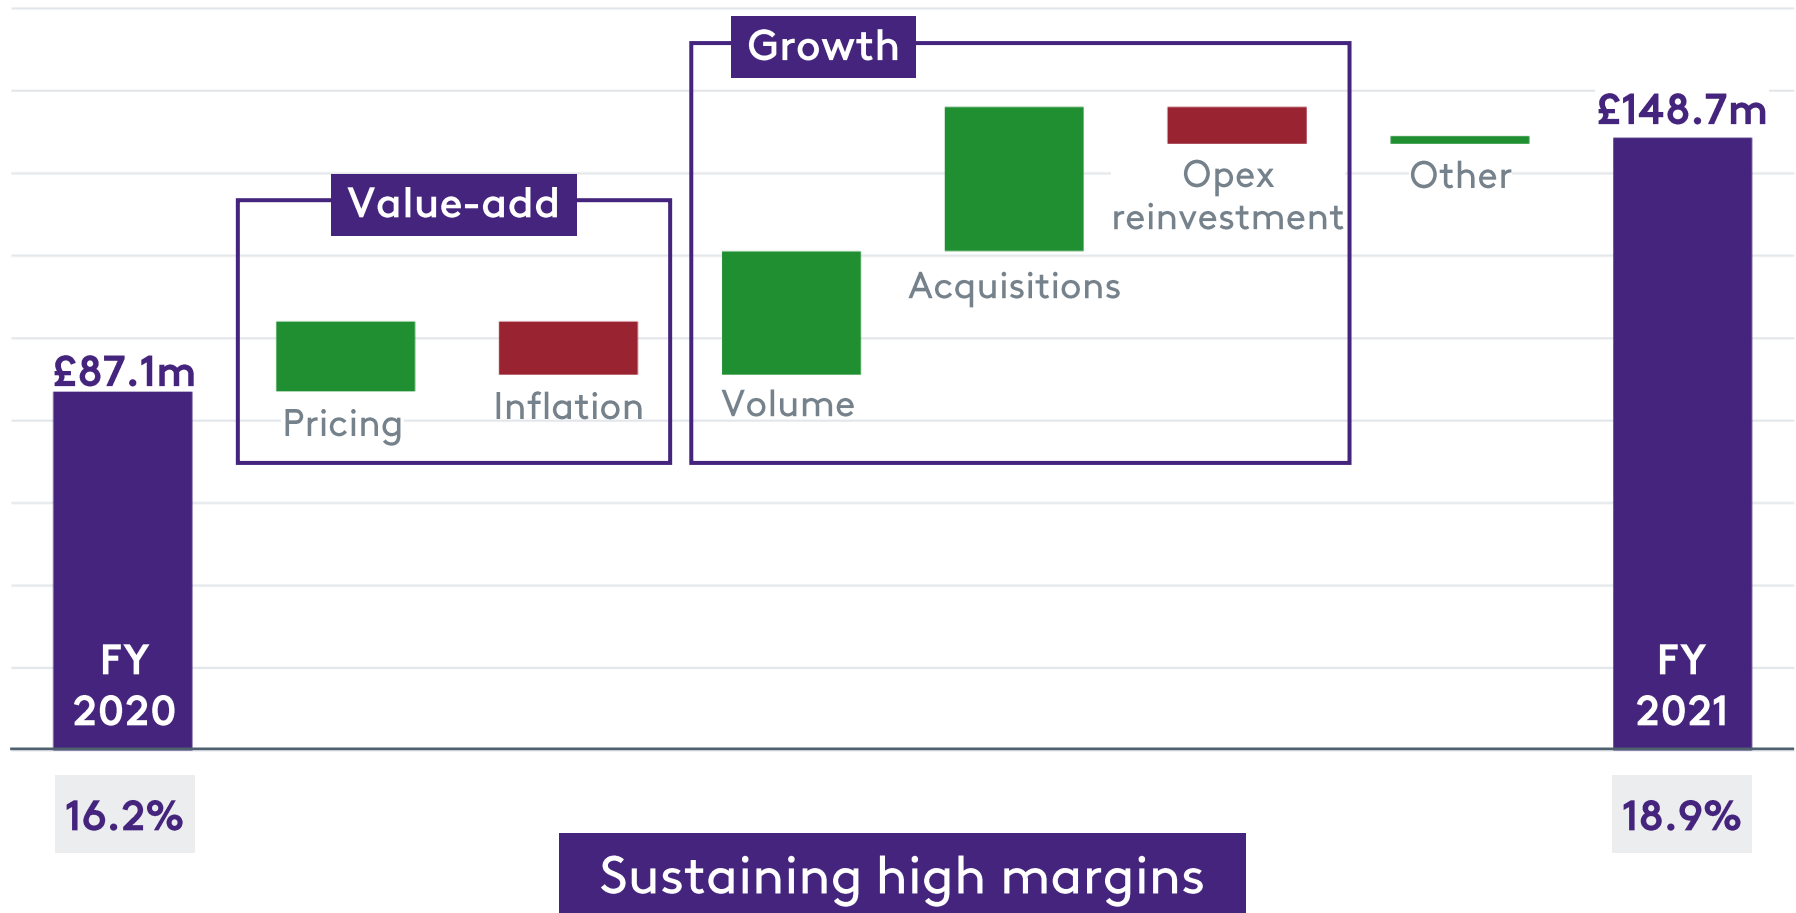 Growth
£148.7m
Opex
reinvestment
Other
Value-add
Acquisitions
£87.1m
Pricing
Inflation
Volume
FY
2020
FY
2021
16.2%
18.9%
Sustaining high margins